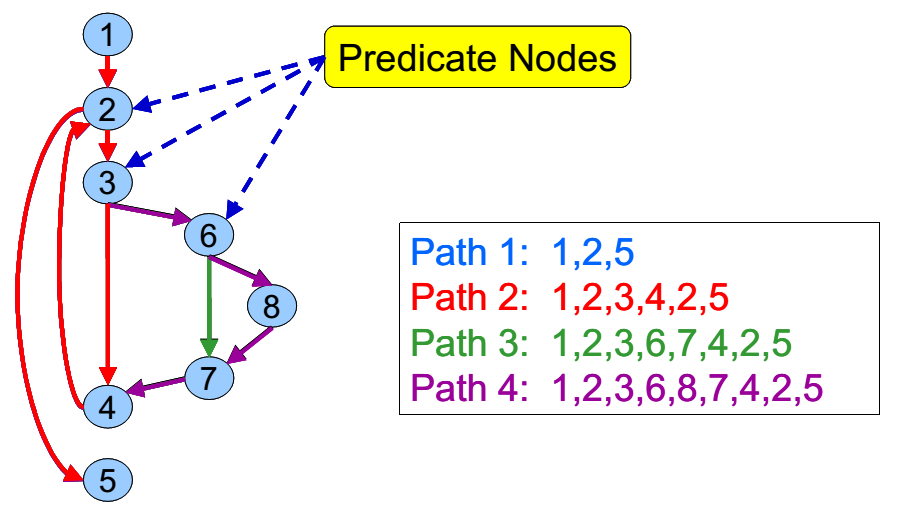 1
Predicate Nodes
2
3
6
8
7
4
5
Path 1: 1,2,5
Path 2: 1,2,3,4,2,5
Path 3: 1,2,3,6,7,4,2,5
Path 4: 1,2,3,6,8,7,4,2,5